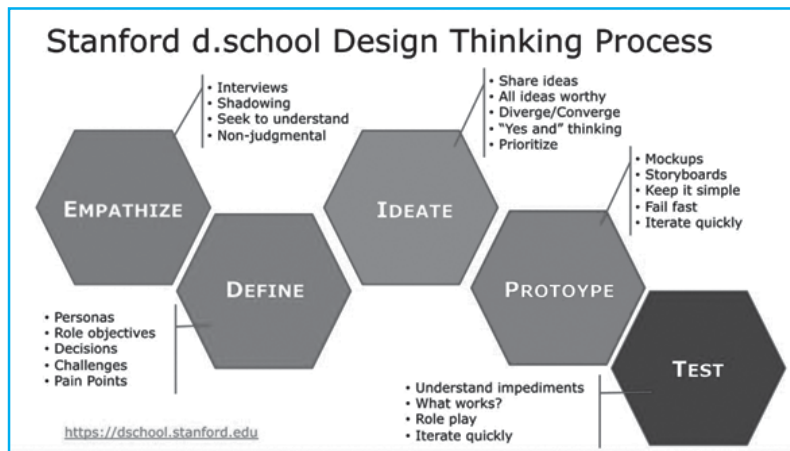 Stanford d.school Design Thinking Process
• Interviews
• Shadowing
• Seek to understand
• Non-judgmental
EMPATHIZE
• Personas
• Role objectives
• Decisions
• Challenges
• Pain Points
DEFINE
• Share ideas
• All ideas worthy
• Diverge/Converge
• “Yes and” thinking
• Prioritize
IDEATE
• Mockups
• Storyboards
• Keep it simple
• Fail fast
• Iterate quickly
PROTOYPE
• Understand impediments
• What works?
• Role play
• Iterate quickly
TEST
https://dschool.stanford.edu